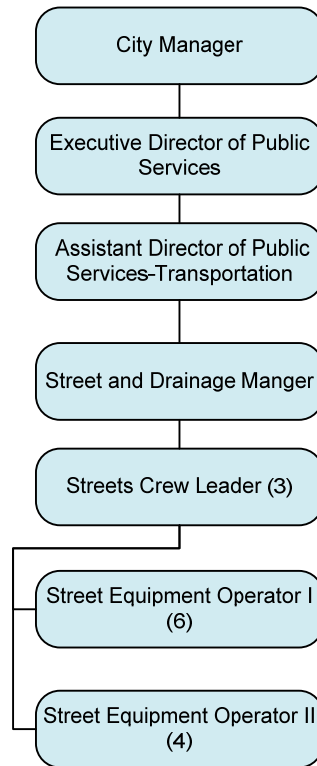 City Manager
Executive Director of Public
Services
Assistant Director of Public
Services-Transportation
Street and Drainage Manger
Streets Crew Leader (3)
Street Equipment Operator I
(6)
Street Equipment Operator II
(4)